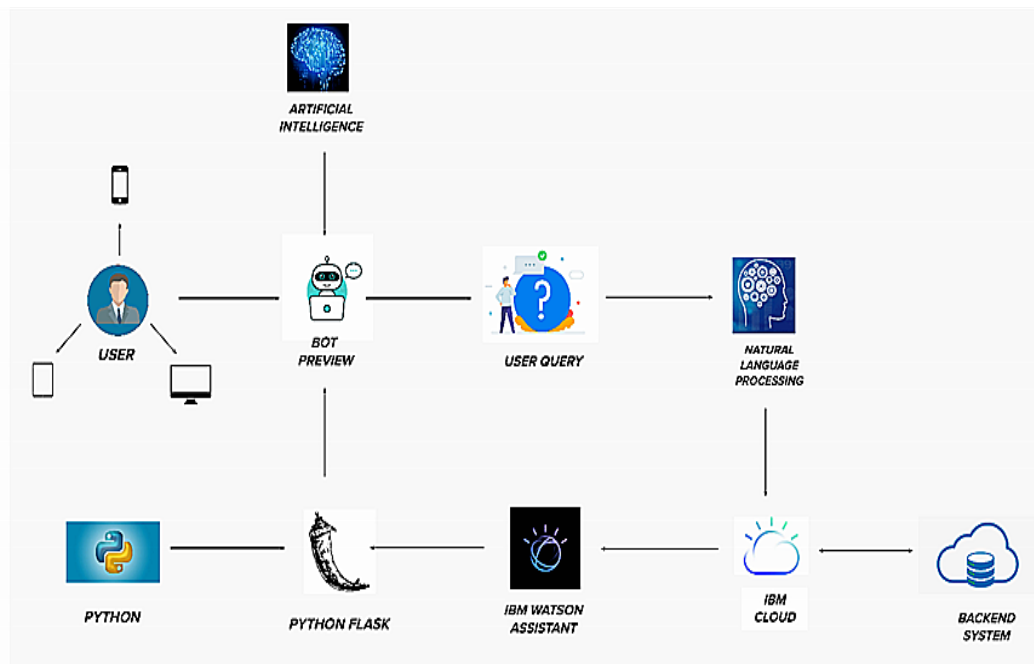 ARTIFICIAL
INTELLIGENCE
USER
BOT
PREVIEW
USER QUERY
NATURAL
LANGUAGE
PROCESSING
PYTHON
PYTHON FLASK
IBM WATSON
ASSISTANT
IBM
CLOUD
BACKEND
SYSTEM